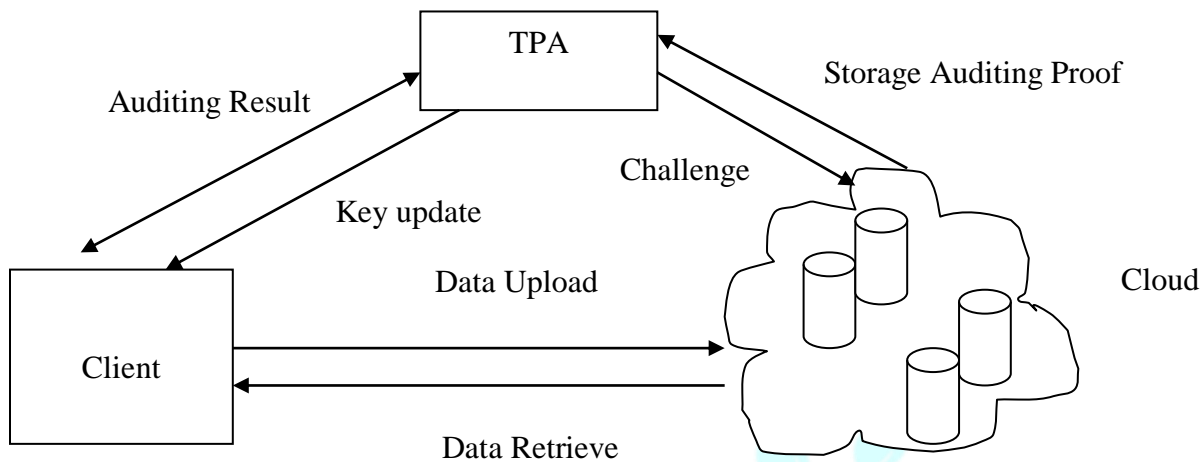 TPA
Storage Auditing Proof
Auditing Result
Challenge
Key update
Data Upload
Cloud
Client
Data Retrieve